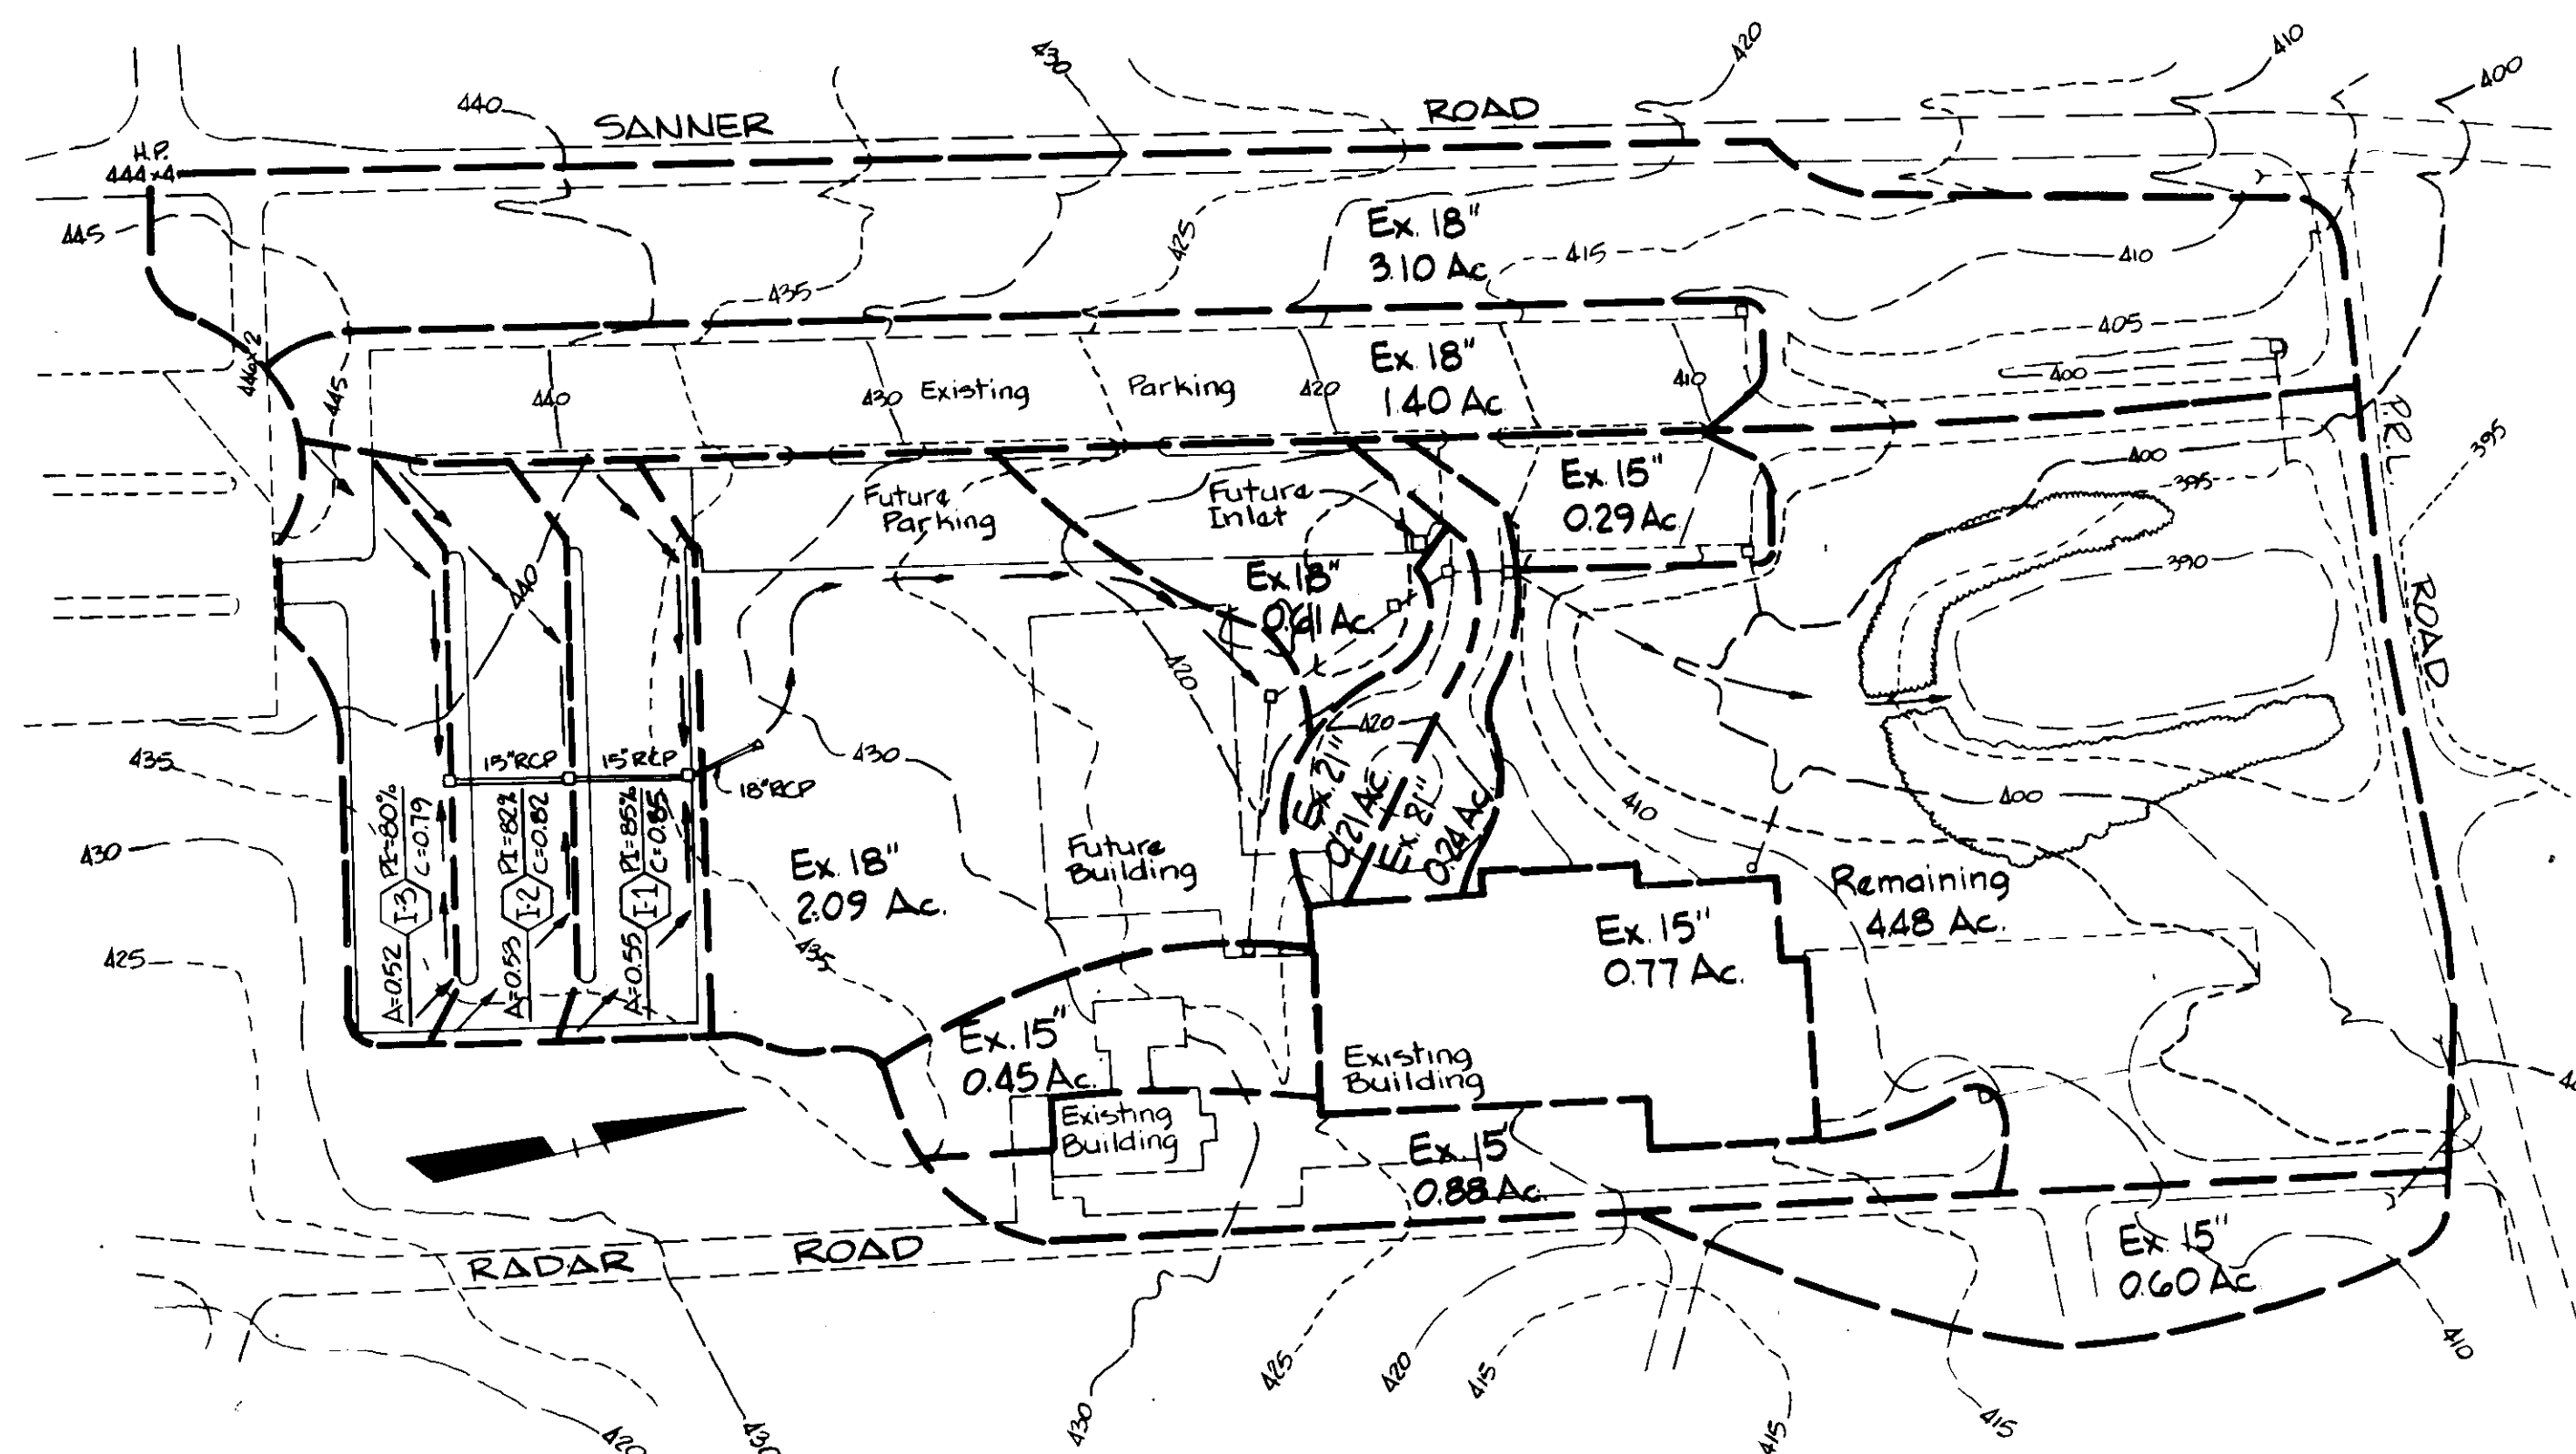 420
410
430
400
440
SANNER
ROAD
H.P.
444x4
445
Ex. 18"
3.10 Ac.
425
415
410
435
405
446x2
445
Ex. 18"
1.40 Ac.
440
430
Existing
Parking
420
410
400
P.R.L.
ROAD
395
400
395
Ex. 15"
0.29 Ac.
Future
Parking
Future
Inlet
390
440
Ex 18"
0.61 Ac.
420
420
15"RCP
15"RCP
18"RCP
430
435
430
425
410
400
Ex. 21"
0.21 Ac.
Ex. 21"
0.24 Ac.
PI=80%
C=0.79
I-3
A=0.52
PI=82%
C=0.82
I-2
A=0.53
PI=85%
C=0.85
I-1
A=0.55
Ex. 18"
2.09 Ac.
Future
Building
Remaining
4.48 Ac.
Ex. 15"
0.77 Ac.
435
Ex. 15"
0.45 Ac.
Existing
Building
Existing
Building
Ex. 15"
0.88 Ac.
RADAR
ROAD
Ex. 15"
0.60 Ac.
410
425
420
415
430
415
415
420
430